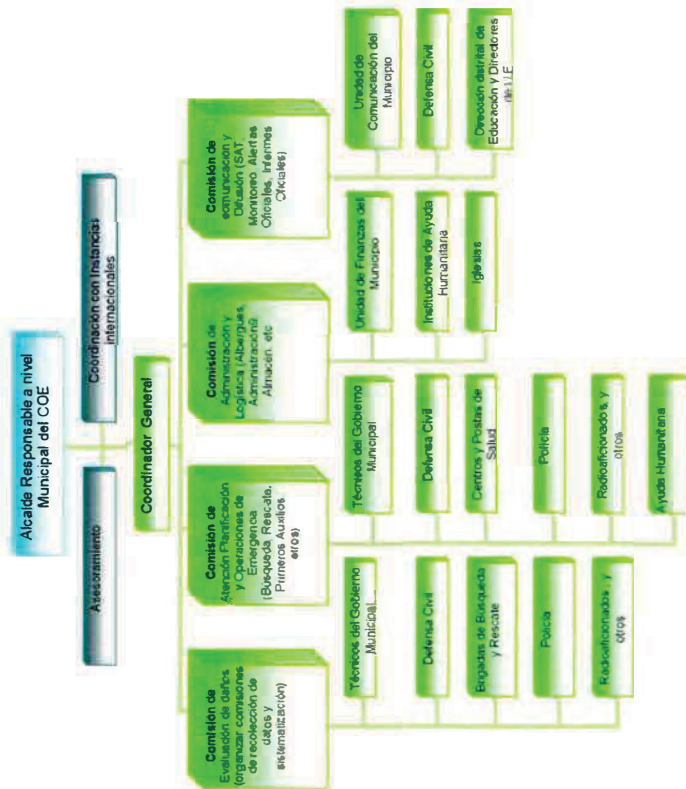 Alcalde Responsable a nivel
Municipal del COE
Asesoramiento
Coordinación con Instancias
internacionales
Coordinador General
Comisión de
Evaluación de daños
(organizar comisiones
de recolección de
datos y
sistematización)
Técnicos del Gobierno
Municipal....
Defensa Civil
Brigadas de Búsqueda
y Rescate
Policía
Radioaficionados, y
otros
Comisión de
Atención Planificación
y Operaciones de
Emergencia
(Búsqueda, Rescate,
Primeros Auxilios
otros)
Técnicos del Gobierno
Municipal
Defensa Civil
Centros y Postas de
Salud
Policía
Radioaficionados, y
otros
Ayuda Humanitaria
Comisión de
Administración y
Logística (Albergues,
Administración
Almacén, etc
Unidad de Finanzas del
Municipio
Instituciones de Ayuda
Humanitaria
Iglesias
Comisión de
comunicación y
Difusión (SAT,
Monitoreo, Alertas
Oficiales, Informes
Oficiales)
Unidad de
Comunicación del
Municipio
Defensa Civil
Dirección distrital de
Educación y Directores
de U.E